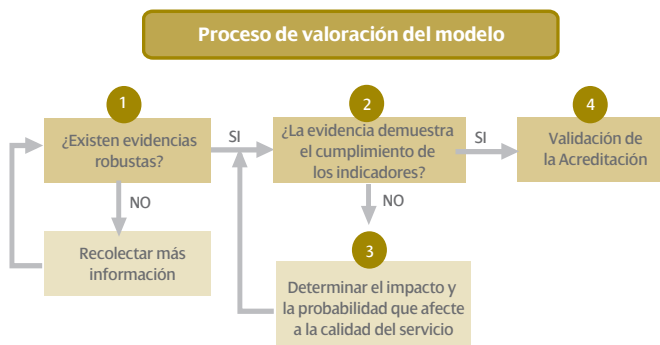 Proceso de valoración del modelo
1
¿Existen evidencias
robustas?
SI
NO
Recolectar más
información
2
¿La evidencia demuestra
el cumplimiento de
los indicadores?
SI
NO
3
Determinar el impacto y
la probabilidad que afecte
a la calidad del servicio
4
Validación de
la Acreditación